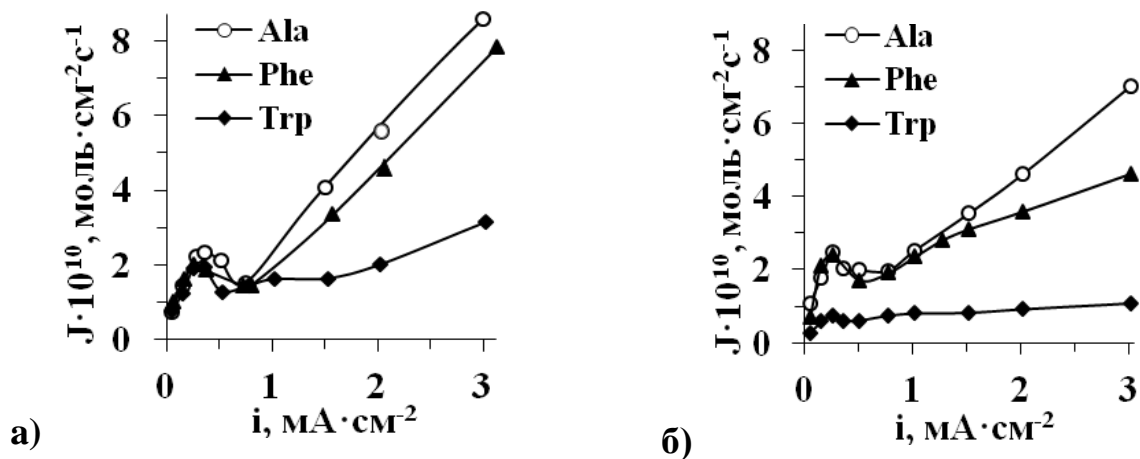 Ala
Phe
Trp
J·10¹⁰, моль·см⁻²с⁻¹
8
6
4
2
0
0 1 2 3
i, мА·см⁻²
а)
Ala
Phe
Trp
J·10¹⁰, моль·см⁻²с⁻¹
8
6
4
2
0
0 1 2 3
i, мА·см⁻²
б)